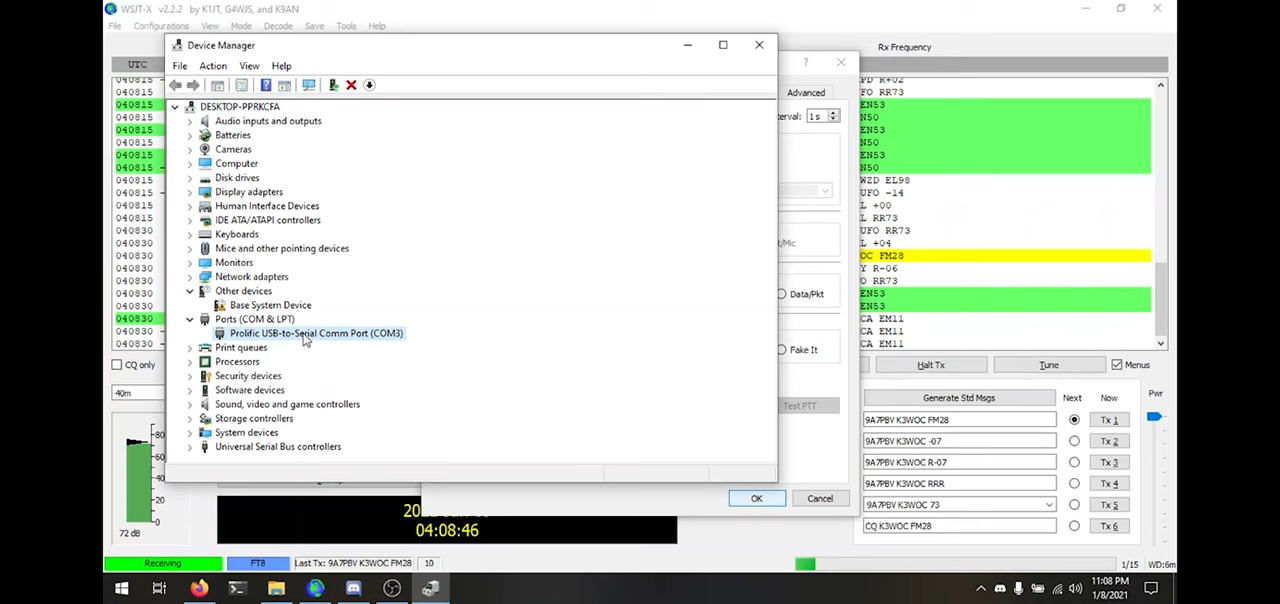 WSJT-X v2.2.2 by K1JT, G4WJS, and K9AN
File Configurations View Mode Decode Save Tools Help
Device Manager
File Action View Help
DESKTOP-PPRKCFA
Audio inputs and outputs
Batteries
Cameras
Computer
Disk drives
Display adapters
Human Interface Devices
IDE ATA/ATAPI controllers
Keyboards
Mice and other pointing devices
Monitors
Network adapters
Other devices
Base System Device
Ports (COM & LPT)
Prolific USB-to-Serial Comm Port (COM3)
Print queues
Processors
Security devices
Software devices
Sound, video and game controllers
Storage controllers
System devices
Universal Serial Bus controllers
UTC
040815
040815
040815
040815
040815
040815
040815
040815
040815
040815
040815
040830
040830
040830
040830
040830
040830
040830
040830
040830
040830
CQ only
40m
80
60
40
20
0
72 dB
?
Advanced
terval: 1 s
t/Mic
Data/Pkt
Fake It
Test PTT
OK Cancel
04:08:46
Rx Frequency
PD R+02
FO RR73
EN53
N50
EN53
N50
EN53
N50
WZD EL98
UFO -14
L +00
L RR73
UFO RR73
L +04
OC FM28
Y R-06
FO RR73
EN53
EN53
CA EM11
CA EM11
CA EM11
Halt Tx Tune Menus
Generate Std Msgs Next Now Pwr
9A7PBV K3WOC FM28 Tx 1
9A7PBV K3WOC -07 Tx 2
9A7PBV K3WOC R-07 Tx 3
9A7PBV K3WOC RRR Tx 4
9A7PBV K3WOC 73 Tx 5
CQ K3WOC FM28 Tx 6
Receiving FT8 Last Tx: 9A7PBV K3WOC FM28 10 1/15 WD:6m
11:08 PM
1/8/2021